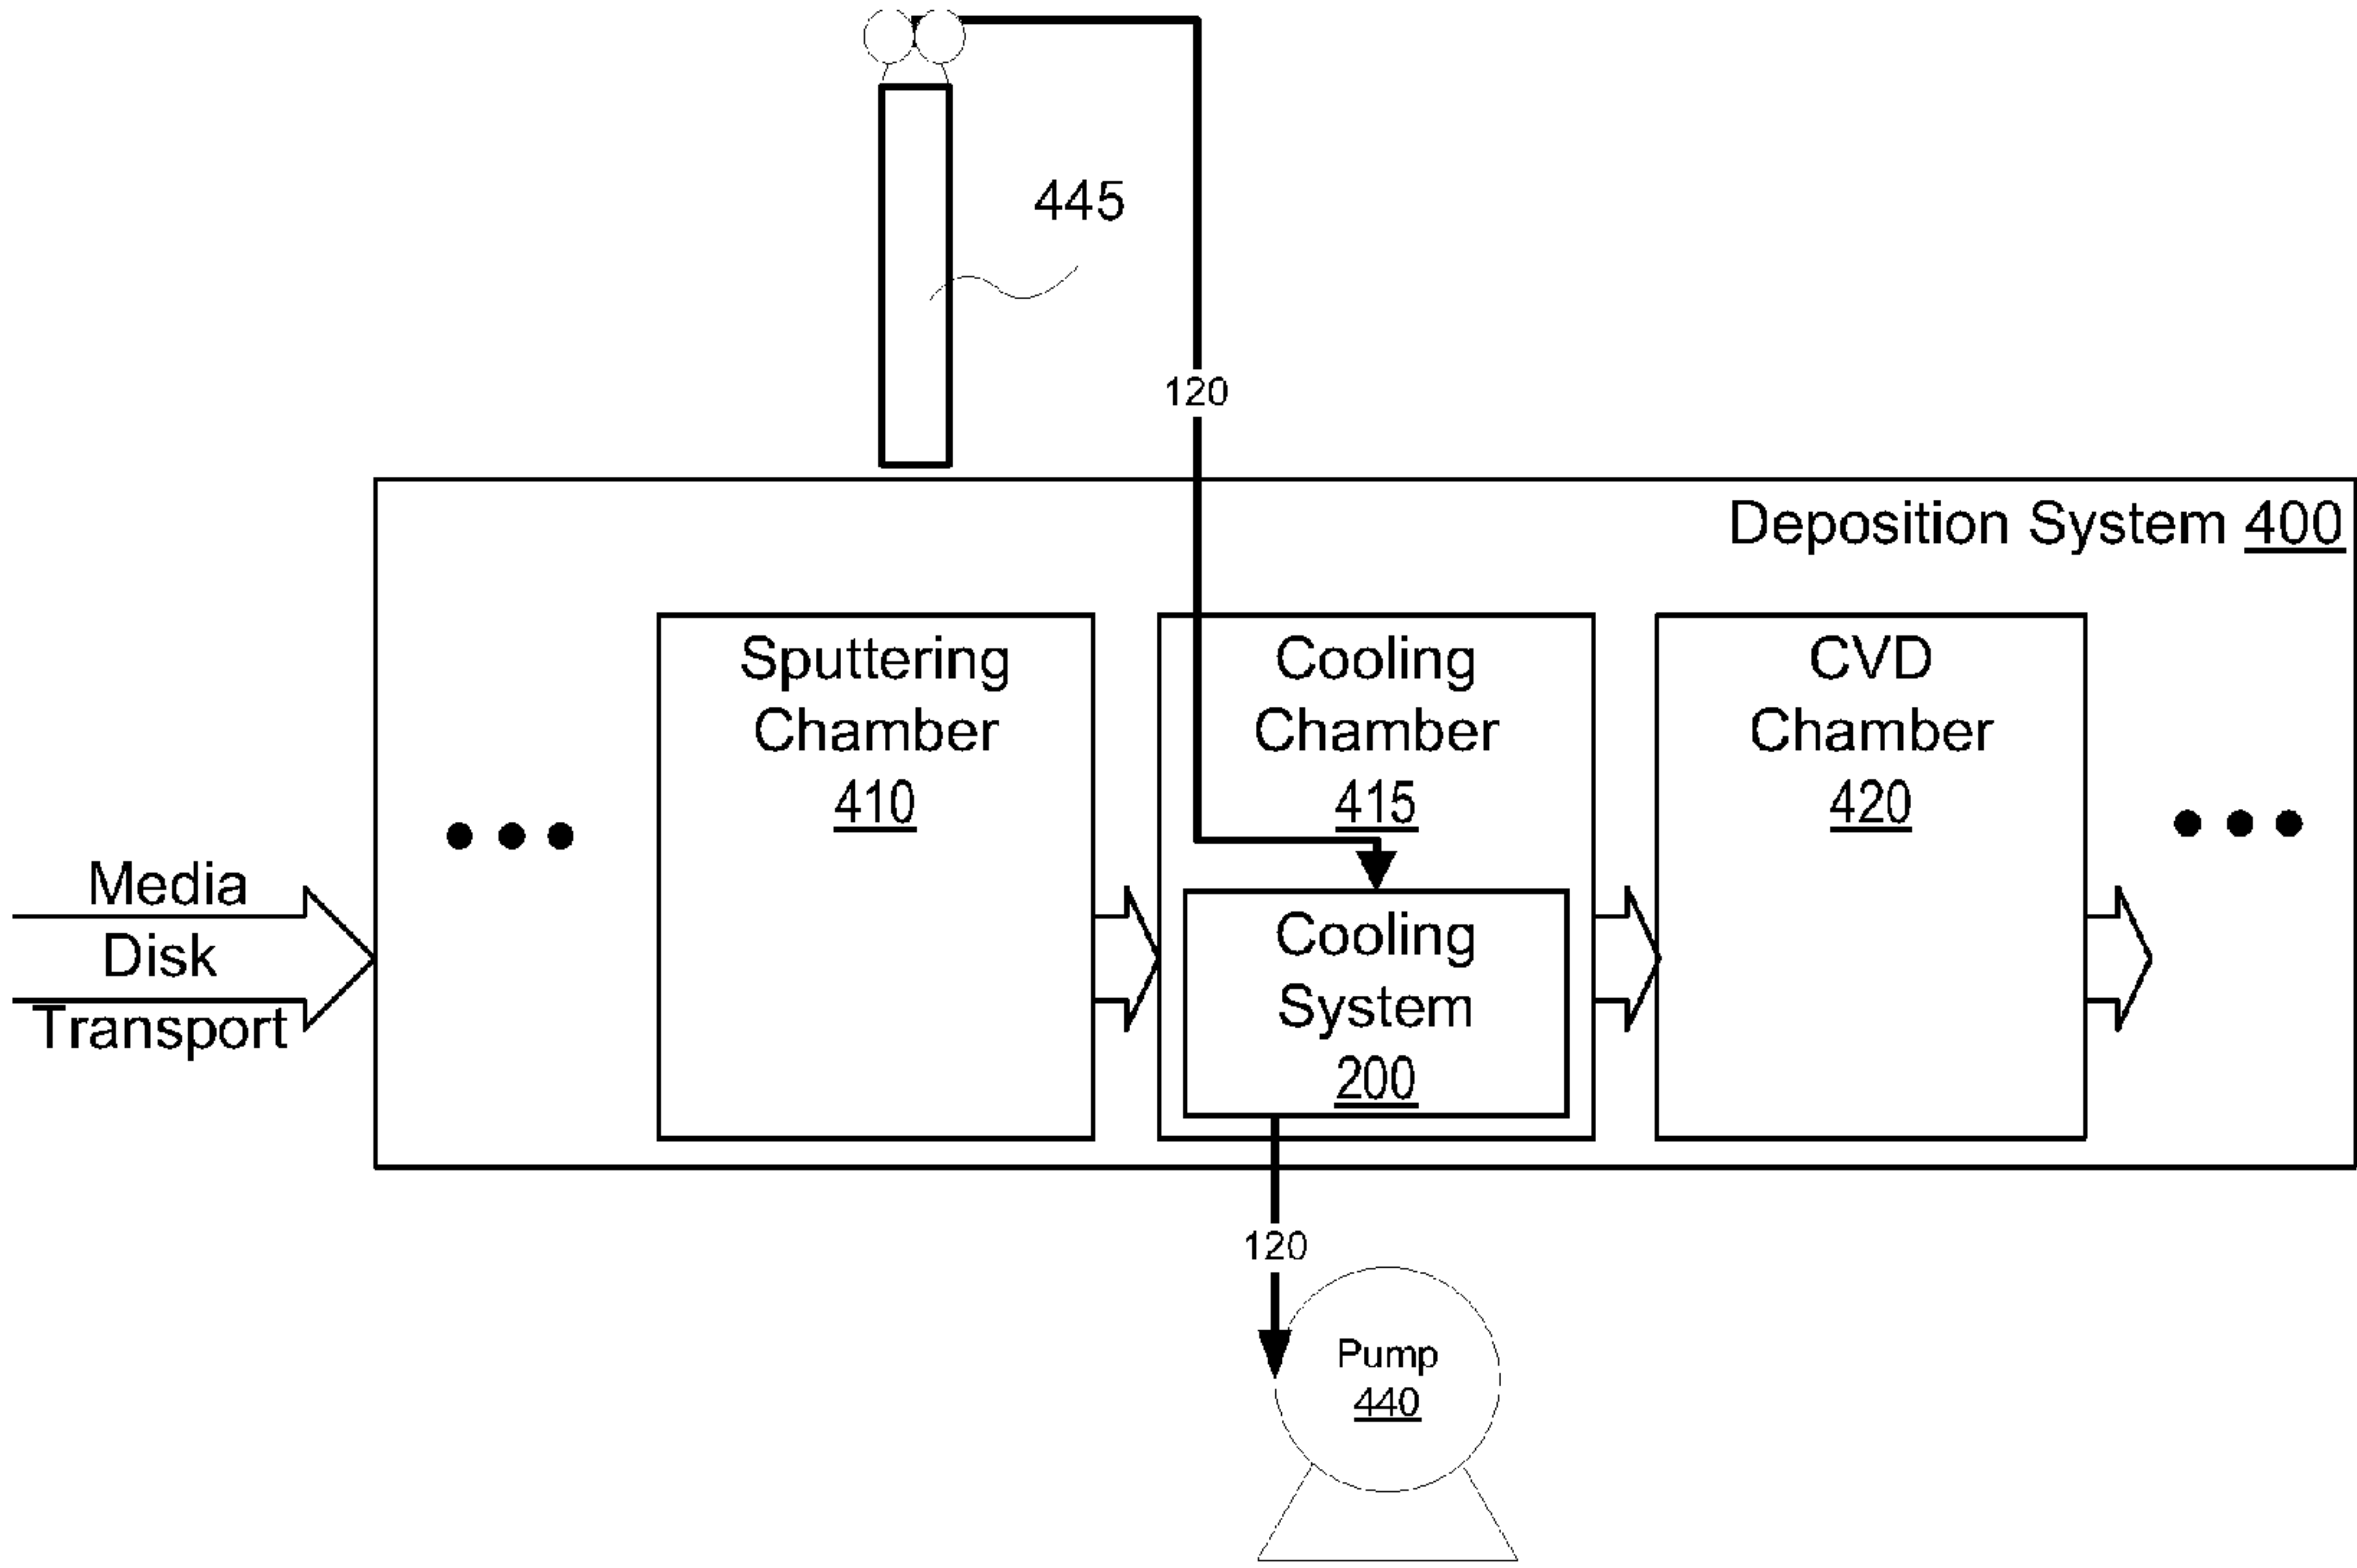 445
120
Deposition System 400
Sputtering
Chamber
410
Cooling
Chamber
415
CVD
Chamber
420
Media
Disk
Transport
Cooling
System
200
120
Pump
440